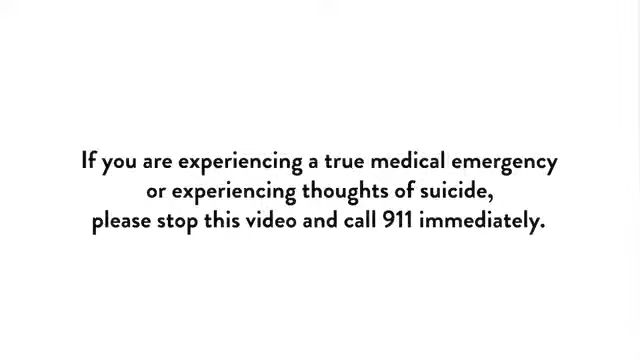 If you are experiencing a true medical emergency
or experiencing thoughts of suicide,
please stop this video and call 911 immediately.